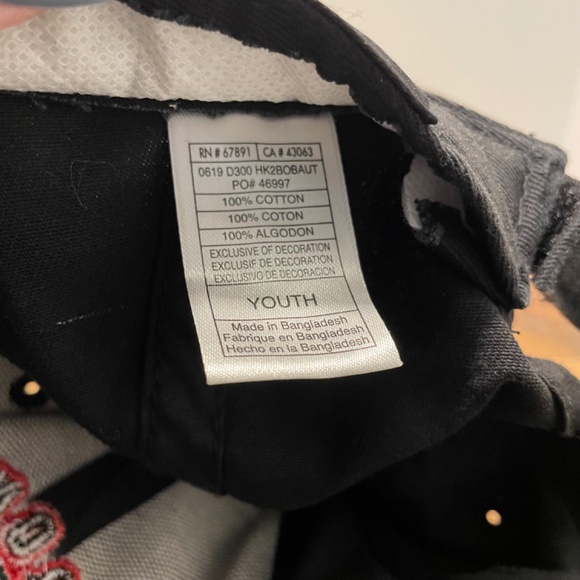 RN # 67891 CA # 43063
0619 D300 HK2BOBAUT
PO# 46997
100% COTTON
100% COTON
100% ALGODON
EXCLUSIVE OF DECORATION
EXCLUSIF DE DECORATION
EXCLUSIVO DE DECORACION
YOUTH
Made in Bangladesh
Fabrique en Bangladesh
Hecho en la Bangladesh